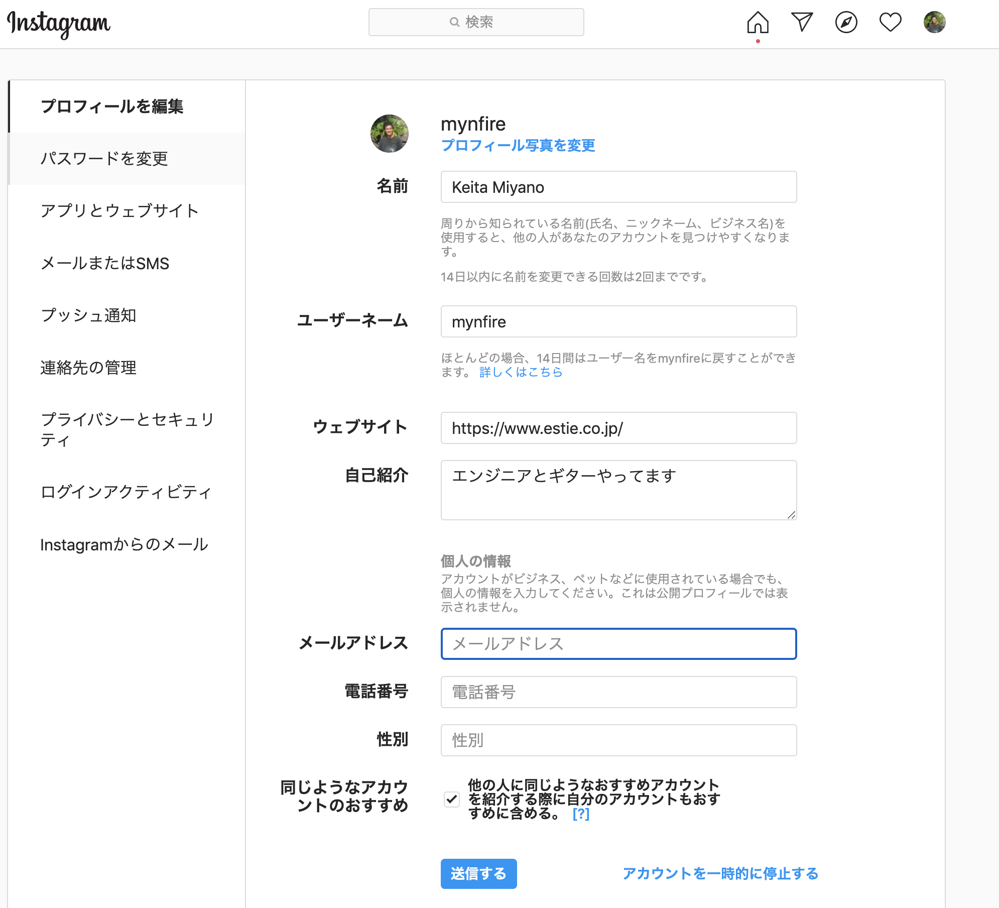 Instagram
検索
プロフィールを編集
パスワードを変更
アプリとウェブサイト
メールまたはSMS
プッシュ通知
連絡先の管理
プライバシーとセキュリ
ティ
ログインアクティビティ
Instagramからのメール
mynfire
プロフィール写真を変更
名前
Keita Miyano
周りから知られている名前(氏名、ニックネーム、ビジネス名)を
使用すると、他の人があなたのアカウントを見つけやすくなりま
す。
14日以内に名前を変更できる回数は2回までです。
ユーザーネーム
mynfire
ほとんどの場合、14日間はユーザー名をmynfireに戻すことができ
ます。 詳しくはこちら
ウェブサイト
https://www.estie.co.jp/
自己紹介
エンジニアとギターやってます
個人の情報
アカウントがビジネス、ペットなどに使用されている場合でも、
個人の情報を入力してください。これは公開プロフィールでは表
示されません。
メールアドレス
メールアドレス
電話番号
電話番号
性別
性別
同じようなアカウ
ントのおすすめ
他の人に同じようなおすすめアカウント
を紹介する際に自分のアカウントもおす
すめに含める。 [?]
送信する
アカウントを一時的に停止する